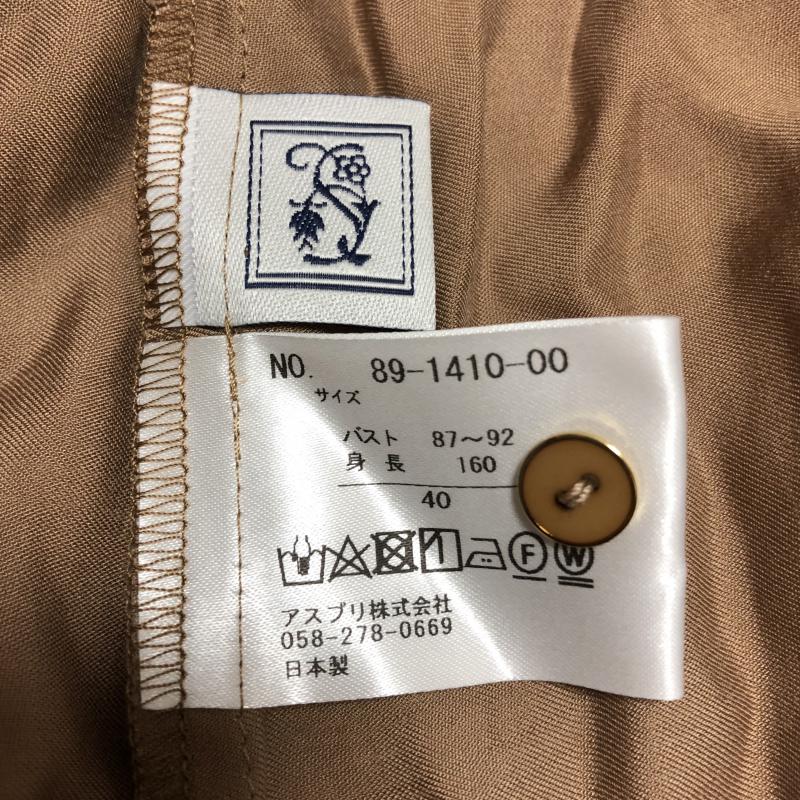 NO. 89-1410-00
サイズ
バスト 87～92
身長 160
40
F W
アスプリ株式会社
058-278-0669
日本製